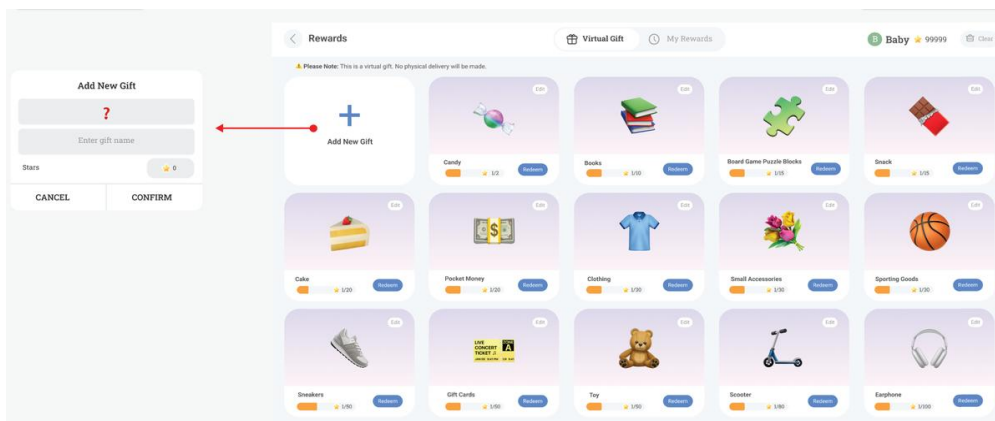 Rewards
Virtual Gift
My Rewards
B
Baby 99999
Clear
Please Note: This is a virtual gift. No physical delivery will be made.
Add New Gift
?
Enter gift name
Stars
0
CANCEL
CONFIRM
+
Add New Gift
Edit
Candy
1/2
Redeem
Edit
Books
1/10
Redeem
Edit
Board Game Puzzle Blocks
1/15
Redeem
Edit
Snack
1/15
Redeem
Edit
Cake
1/20
Redeem
Edit
$
Pocket Money
1/20
Redeem
Edit
Clothing
1/30
Redeem
Edit
Small Accessories
1/30
Redeem
Edit
Sporting Goods
1/30
Redeem
Edit
Sneakers
1/50
Redeem
Edit
LIVE
CONCERT
TICKET
A
Gift Cards
1/50
Redeem
Edit
Toy
1/50
Redeem
Edit
Scooter
1/80
Redeem
Edit
Earphone
1/100
Redeem